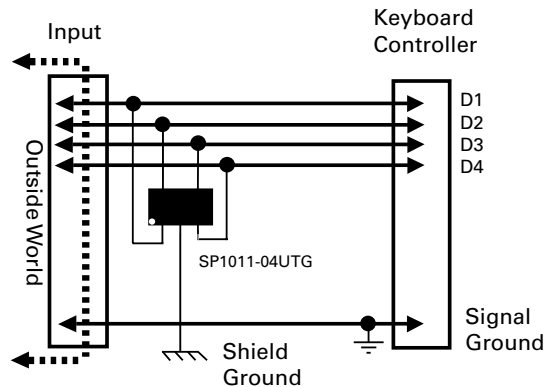 Input
Keyboard
Controller
D1
D2
D3
D4
Outside World
SP1011-04UTG
Signal
Ground
Shield
Ground